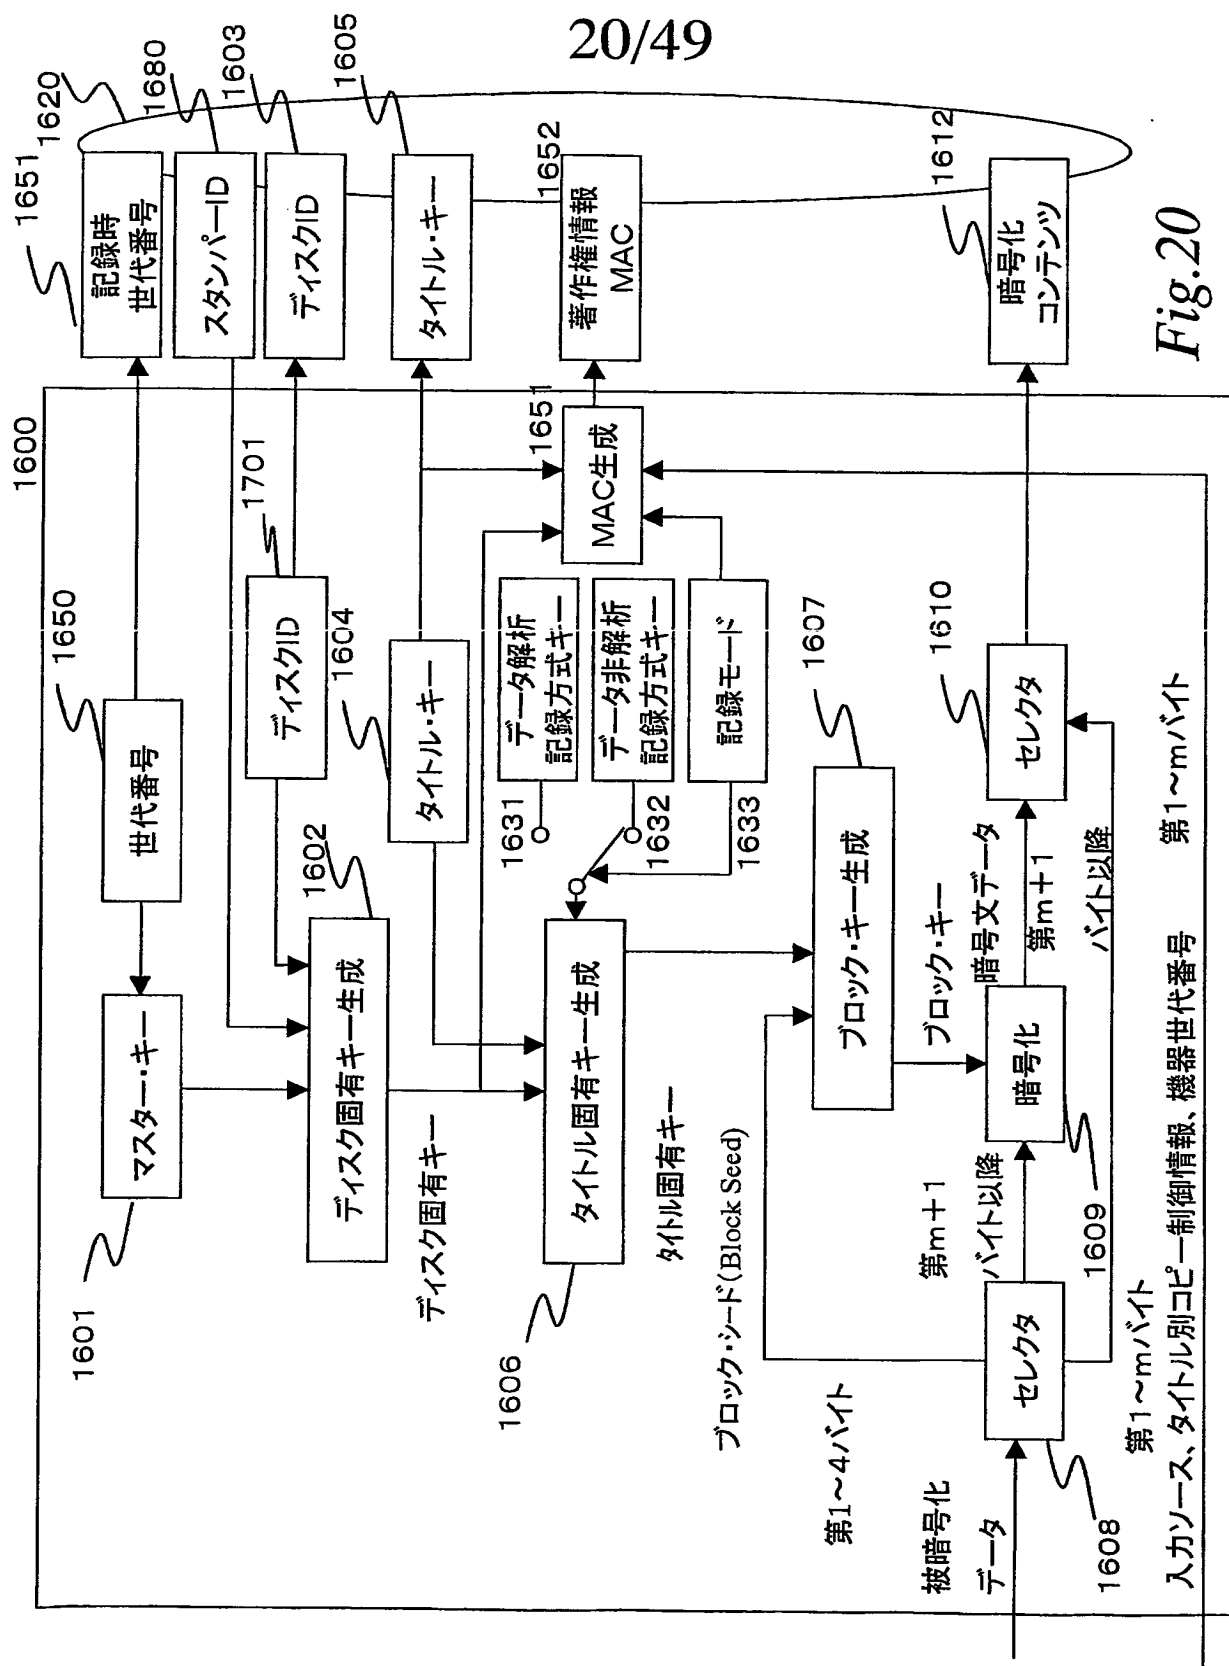 20/49
1600
1650
世代番号
1651
記録時
世代番号
1620
1601
マスター・キー
1680
スタンパーID
1701
ディスクID
1603
ディスクID
1602
ディスク固有キー生成
ディスク固有キー
1604
タイトル・キー
1605
タイトル・キー
1606
タイトル固有キー生成
タイトル固有キー
1631
データ解析
記録方式キー
1632
データ非解析
記録方式キー
1633
記録モード
1651
MAC生成
1652
著作権情報
MAC
ブロック・シード(Block Seed)
第1～4バイト
1607
ブロック・キー生成
ブロック・キー
被暗号化
データ
1608
セレクタ
第m+1
バイト以降
1609
暗号化
暗号文データ
第m+1
バイト以降
1610
セレクタ
1612
暗号化
コンテンツ
第1～mバイト
第1～mバイト
入力ソース、タイトル別コピー制御情報、機器世代番号
Fig.20